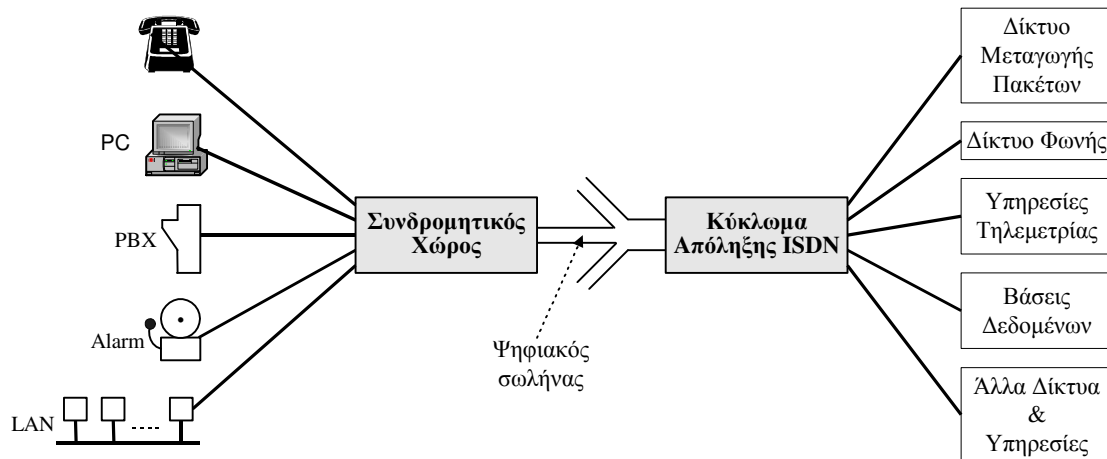 PC
PBX
Alarm
LAN
Συνδρομητικός
Χώρος
Ψηφιακός
σωλήνας
Κύκλωμα
Απόληξης ISDN
Δίκτυο
Μεταγωγής
Πακέτων
Δίκτυο Φωνής
Υπηρεσίες
Τηλεμετρίας
Βάσεις
Δεδομένων
Άλλα Δίκτυα
&
Υπηρεσίες